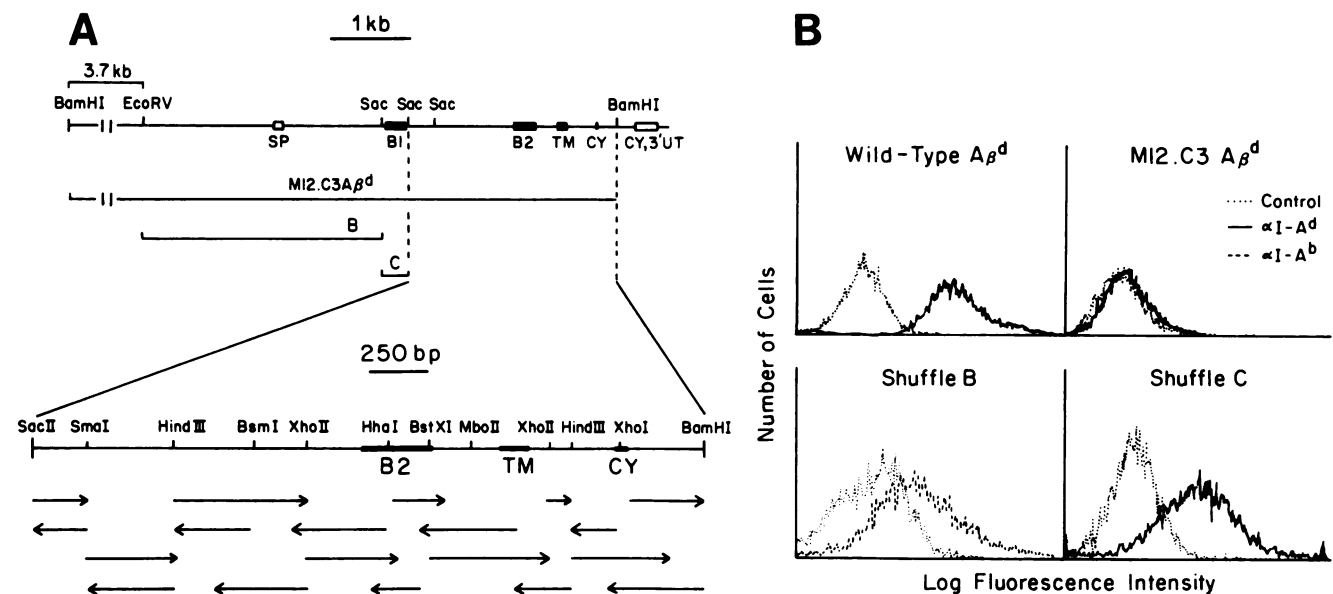 A
1kb
3.7 kb
BamHI EcoRV Sac Sac Sac BamHI
SP B1 B2 TM CY CY,3'UT
M12.C3Aβᵈ
B
C
250 bp
SacII SmaI HindIII BsmI XhoII HhaI BstXI MboII XhoII HindIII XhoI BamHI
B2 TM CY
B
Wild-Type Aβᵈ
M12.C3 Aβᵈ
Control
αI-Aᵈ
αI-Aᵇ
Number of Cells
Shuffle B
Shuffle C
Log Fluorescence Intensity